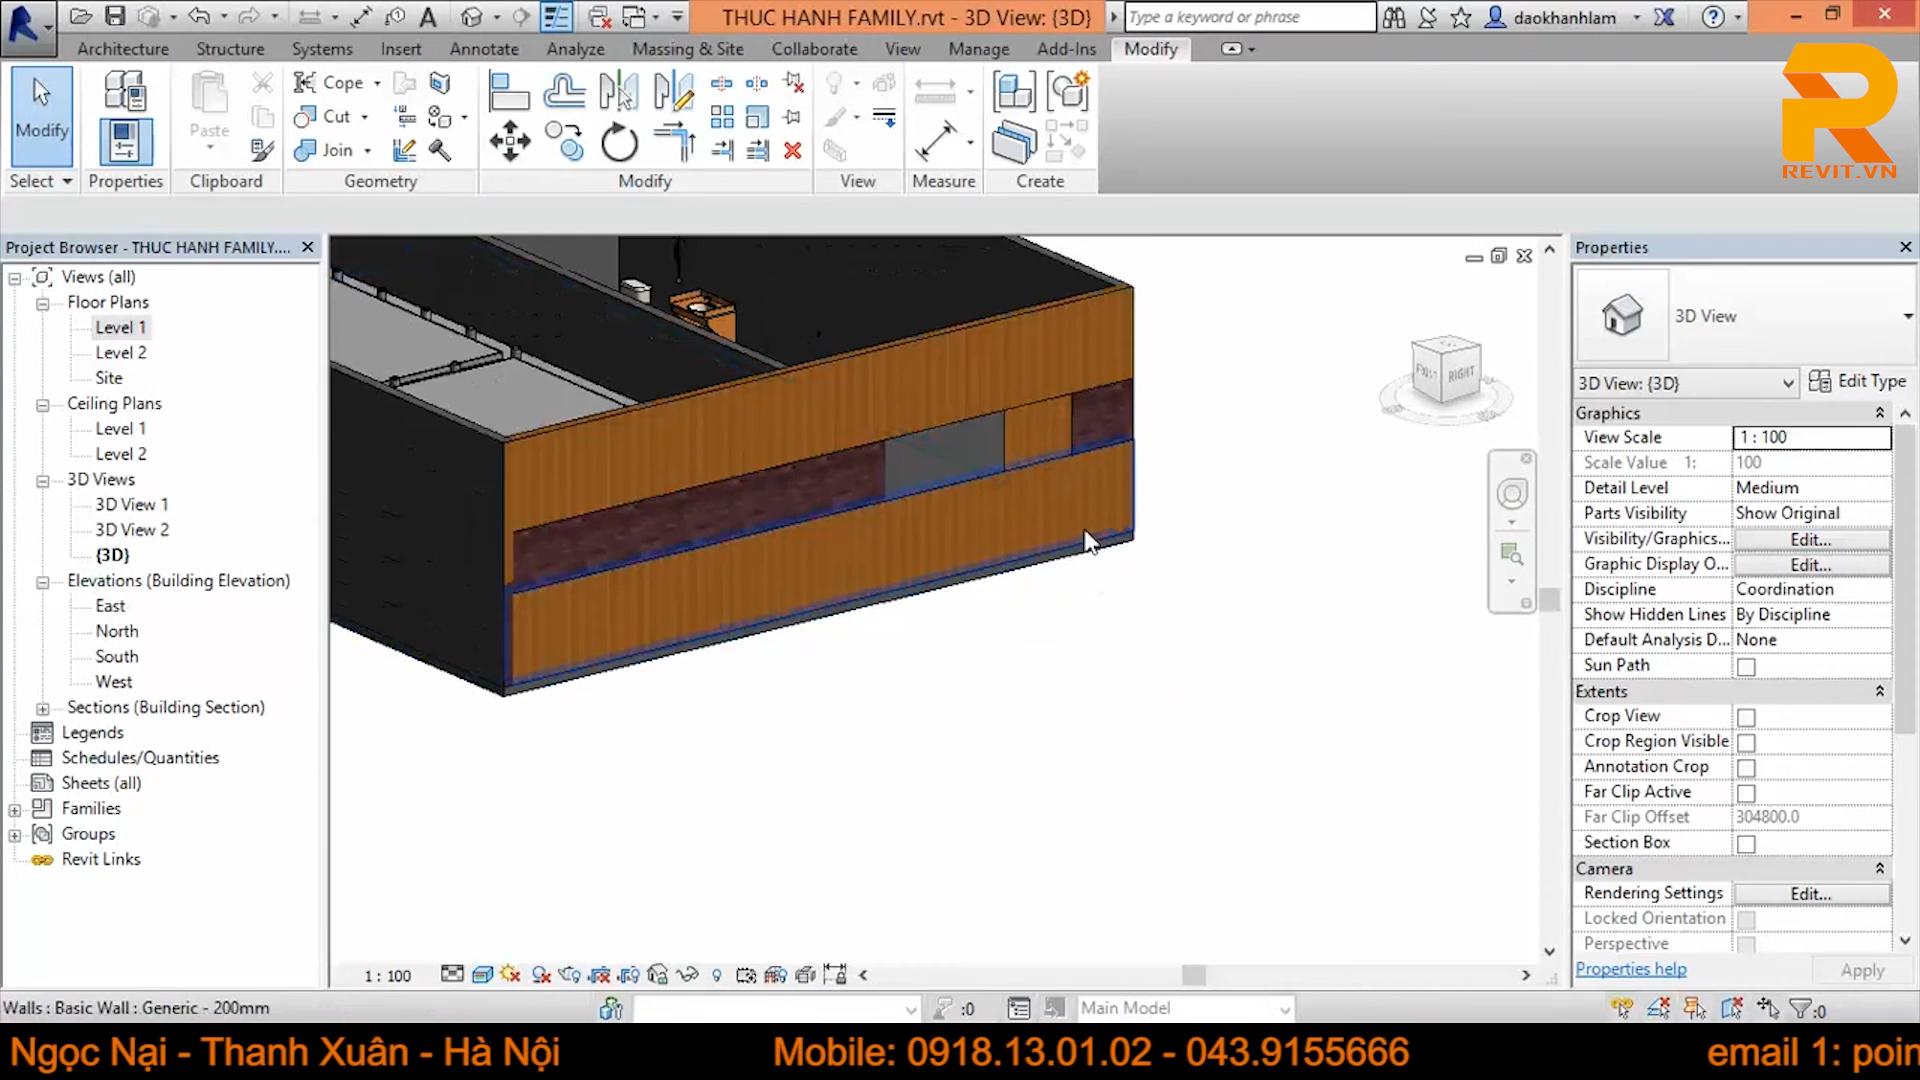 THUC HANH FAMILY.rvt - 3D View: {3D}
Type a keyword or phrase
daokhanhlam
Architecture
Structure
Systems
Insert
Annotate
Analyze
Massing & Site
Collaborate
View
Manage
Add-Ins
Modify
Modify
Paste
Cope
Cut
Join
Select
Properties
Clipboard
Geometry
Modify
View
Measure
Create
REVIT.VN
Project Browser - THUC HANH FAMILY....
Views (all)
Floor Plans
Level 1
Level 2
Site
Ceiling Plans
Level 1
Level 2
3D Views
3D View 1
3D View 2
{3D}
Elevations (Building Elevation)
East
North
South
West
Sections (Building Section)
Legends
Schedules/Quantities
Sheets (all)
Families
Groups
Revit Links
RIGHT
Properties
3D View
3D View: {3D}
Edit Type
Graphics
View Scale
1 : 100
Scale Value 1:
100
Detail Level
Medium
Parts Visibility
Show Original
Visibility/Graphics...
Edit...
Graphic Display O...
Edit...
Discipline
Coordination
Show Hidden Lines
By Discipline
Default Analysis D...
None
Sun Path
Extents
Crop View
Crop Region Visible
Annotation Crop
Far Clip Active
Far Clip Offset
304800.0
Section Box
Camera
Rendering Settings
Edit...
Locked Orientation
Perspective
Properties help
Apply
1 : 100
Walls : Basic Wall : Generic - 200mm
:0
Main Model
:0
Ngọc Nại - Thanh Xuân - Hà Nội
Mobile: 0918.13.01.02 - 043.9155666
email 1: poin